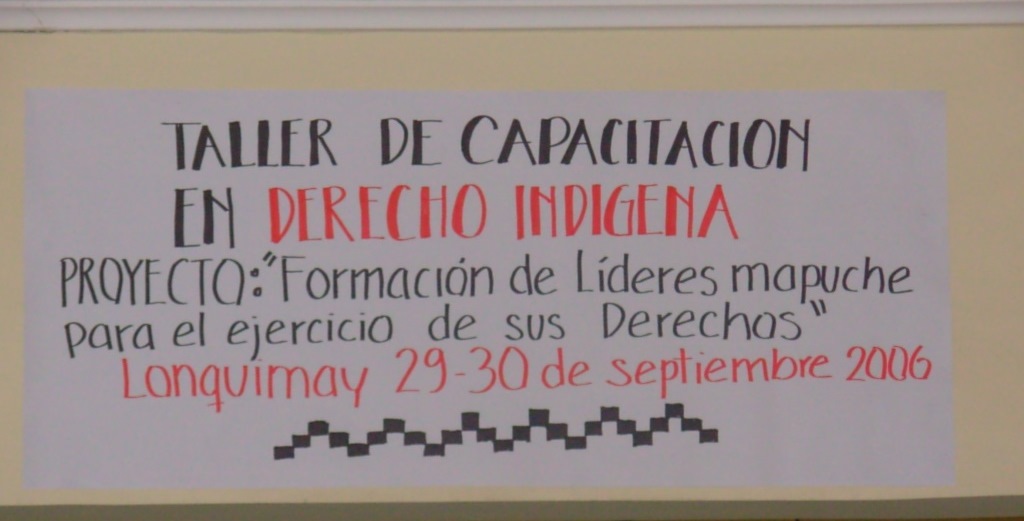 TALLER DE CAPACITACION
EN DERECHO INDIGENA
PROYECTO: "Formación de Líderes mapuche
para el ejercicio de sus Derechos"
Lonquimay 29-30 de septiembre 2006